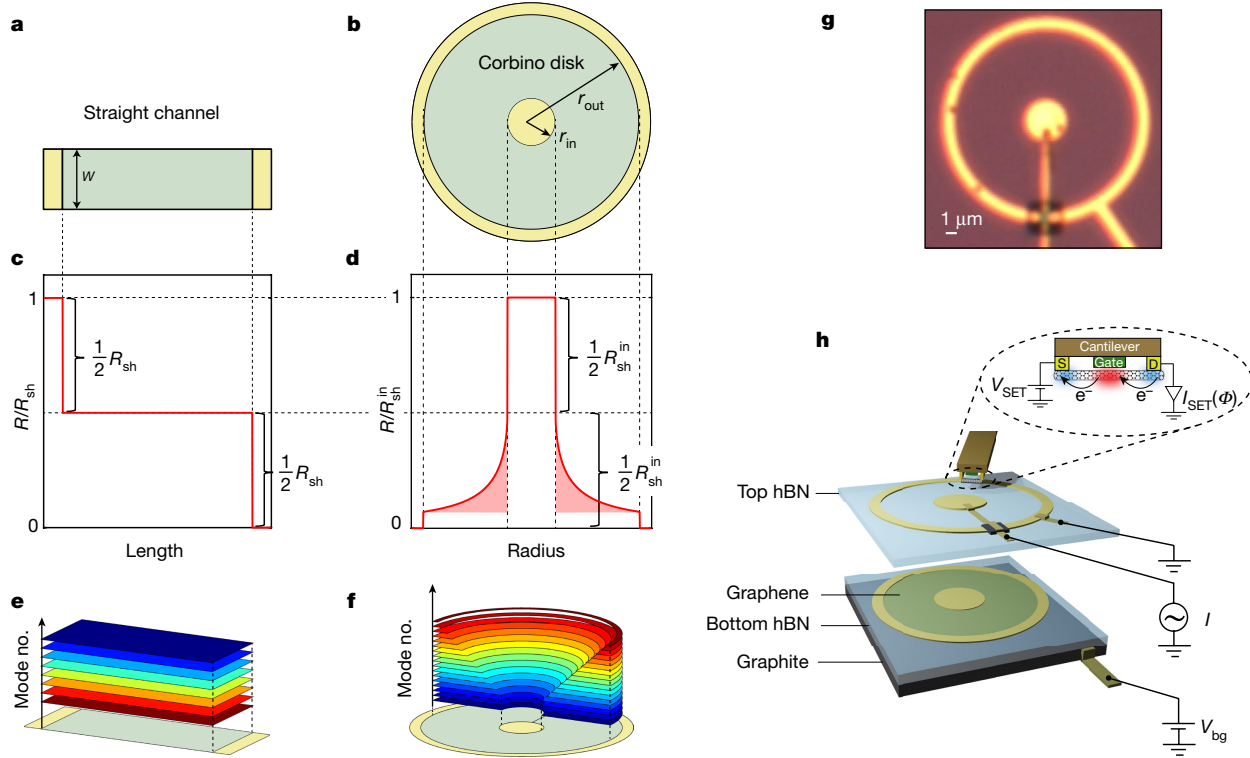 a
Straight channel
W
b
Corbino disk
r_out
r_in
c
R/R_sh
1
0
1/2 R_sh
1/2 R_sh
Length
d
R/R_sh^in
1
0
1/2 R_sh^in
1/2 R_sh^in
Radius
e
Mode no.
f
Mode no.
g
1 μm
h
Cantilever
S
Gate
D
V_SET
e⁻
e⁻
I_SET(Φ)
Top hBN
Graphene
Bottom hBN
Graphite
I
V_bg